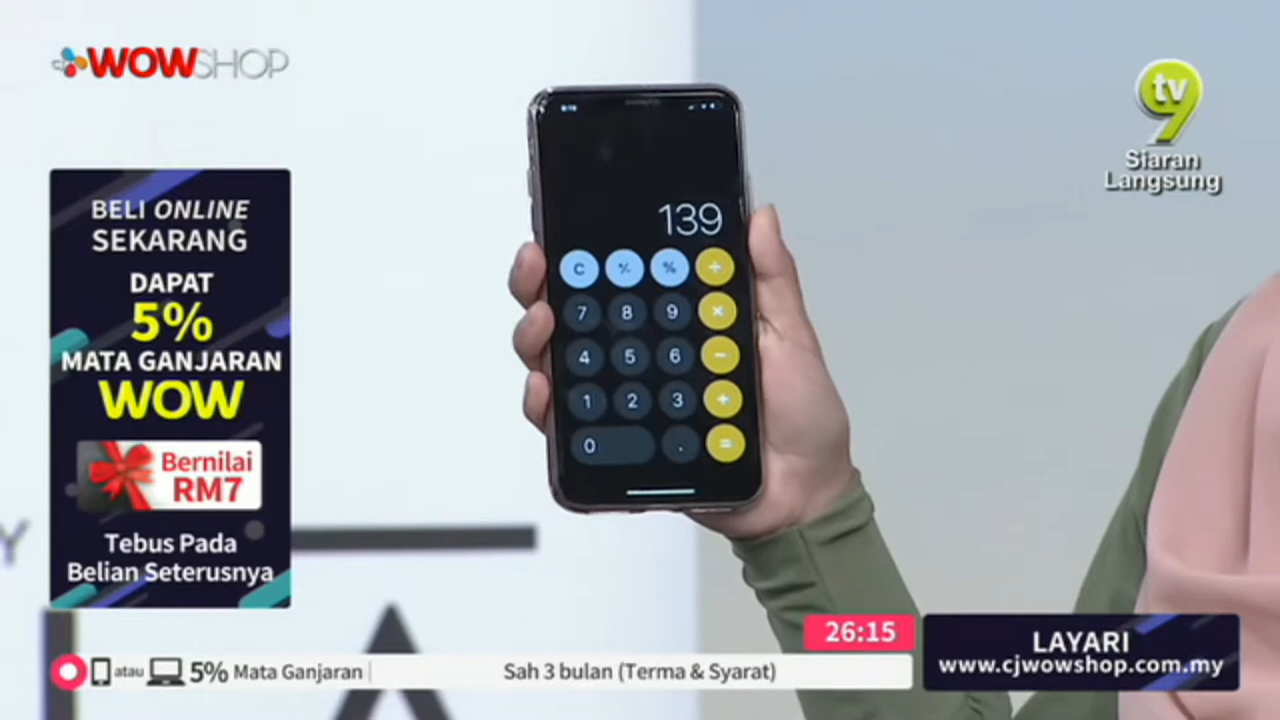 WOWSHOP
tv9
Siaran
Langsung
BELI ONLINE
SEKARANG
DAPAT
5%
MATA GANJARAN
WOW
Bernilai
RM7
Tebus Pada
Belian Seterusnya
139
C % ÷
7 8 9 ×
4 5 6 −
1 2 3 +
0 . =
Y
A
26:15
atau 5% Mata Ganjaran
Sah 3 bulan (Terma & Syarat)
LAYARI
www.cjwowshop.com.my